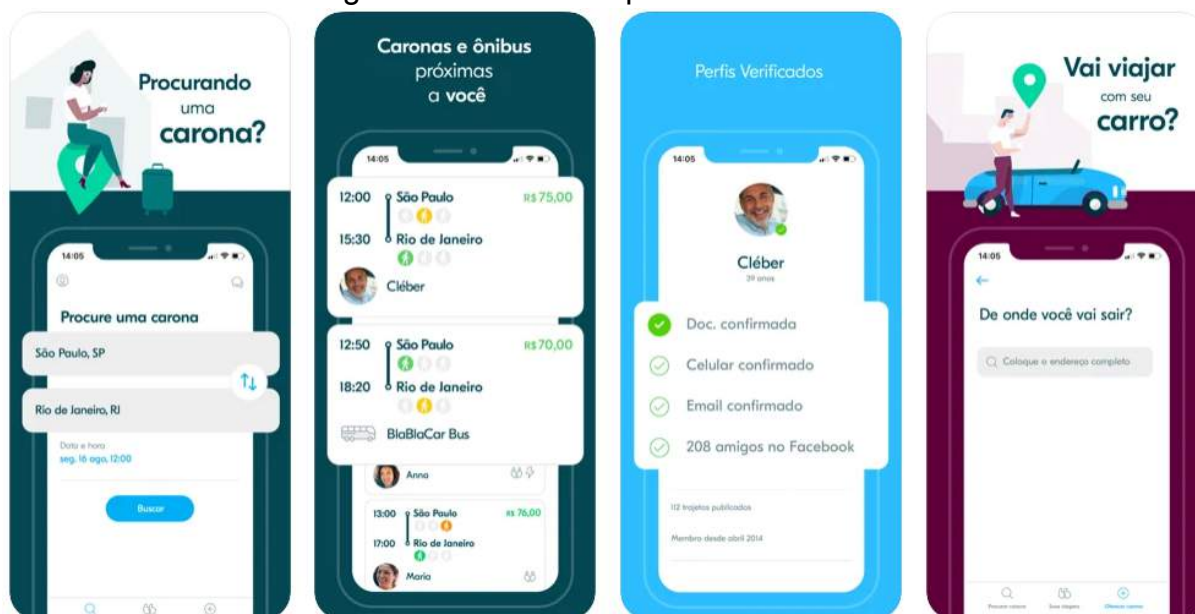 Procurando
uma
carona?
14:05
Procure uma carona
São Paulo, SP
Rio de Janeiro, RJ
Data e hora
seg. 16 ago, 12:00
Buscar
Caronas e ônibus
próximas
a você
14:05
12:00 São Paulo R$ 75,00
15:30 Rio de Janeiro
Cléber
12:50 São Paulo R$ 70,00
18:20 Rio de Janeiro
BlaBlaCar Bus
Anna
13:00 São Paulo R$ 76,00
17:00 Rio de Janeiro
Maria
Perfis Verificados
14:05
Cléber
39 anos
Doc. confirmada
Celular confirmado
Email confirmado
208 amigos no Facebook
112 trajetos publicados
Membro desde abril 2014
Vai viajar
com seu
carro?
14:05
De onde você vai sair?
Coloque o endereço completo